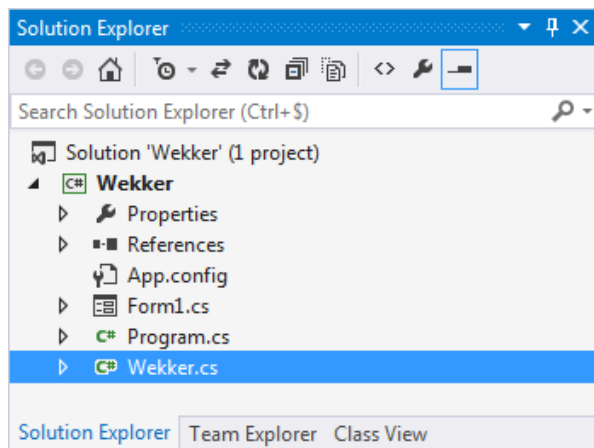 Solution Explorer
Search Solution Explorer (Ctrl+$)
Solution 'Wekker' (1 project)
C# Wekker
Properties
References
App.config
Form1.cs
C# Program.cs
C# Wekker.cs
Solution Explorer Team Explorer Class View